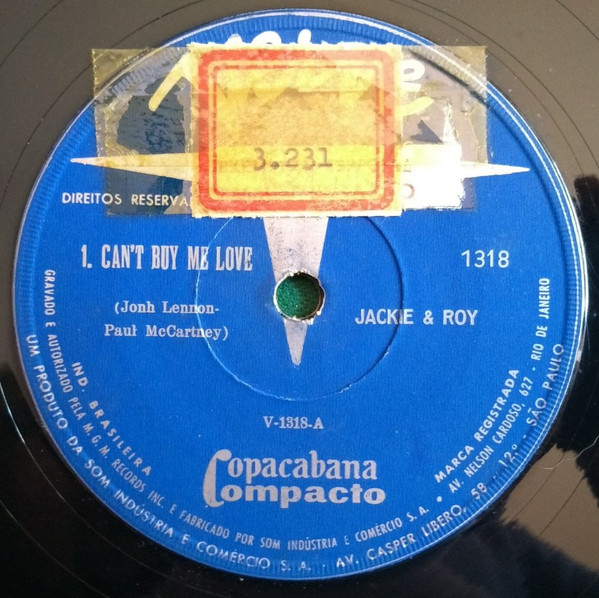 3.231
DIREITOS RESERVA
1. CAN'T BUY ME LOVE
1318
(Jonh Lennon-
Paul McCartney)
JACKIE & ROY
V-1318-A
Copacabana
Compacto
IND. BRASILEIRA
MARCA REGISTRADA
GRAVADO E AUTORIZADO PELA M.G.M. RECORDS INC. E FABRICADO POR SOM INDÚSTRIA E COMÉRCIO S. A. • AV. NELSON CARDOSO, 627 - RIO DE JANEIRO
UM PRODUTO DA SOM INDÚSTRIA E COMÉRCIO S. A. - AV. CASPER LIBERO, 58 - 12º SÃO PAULO